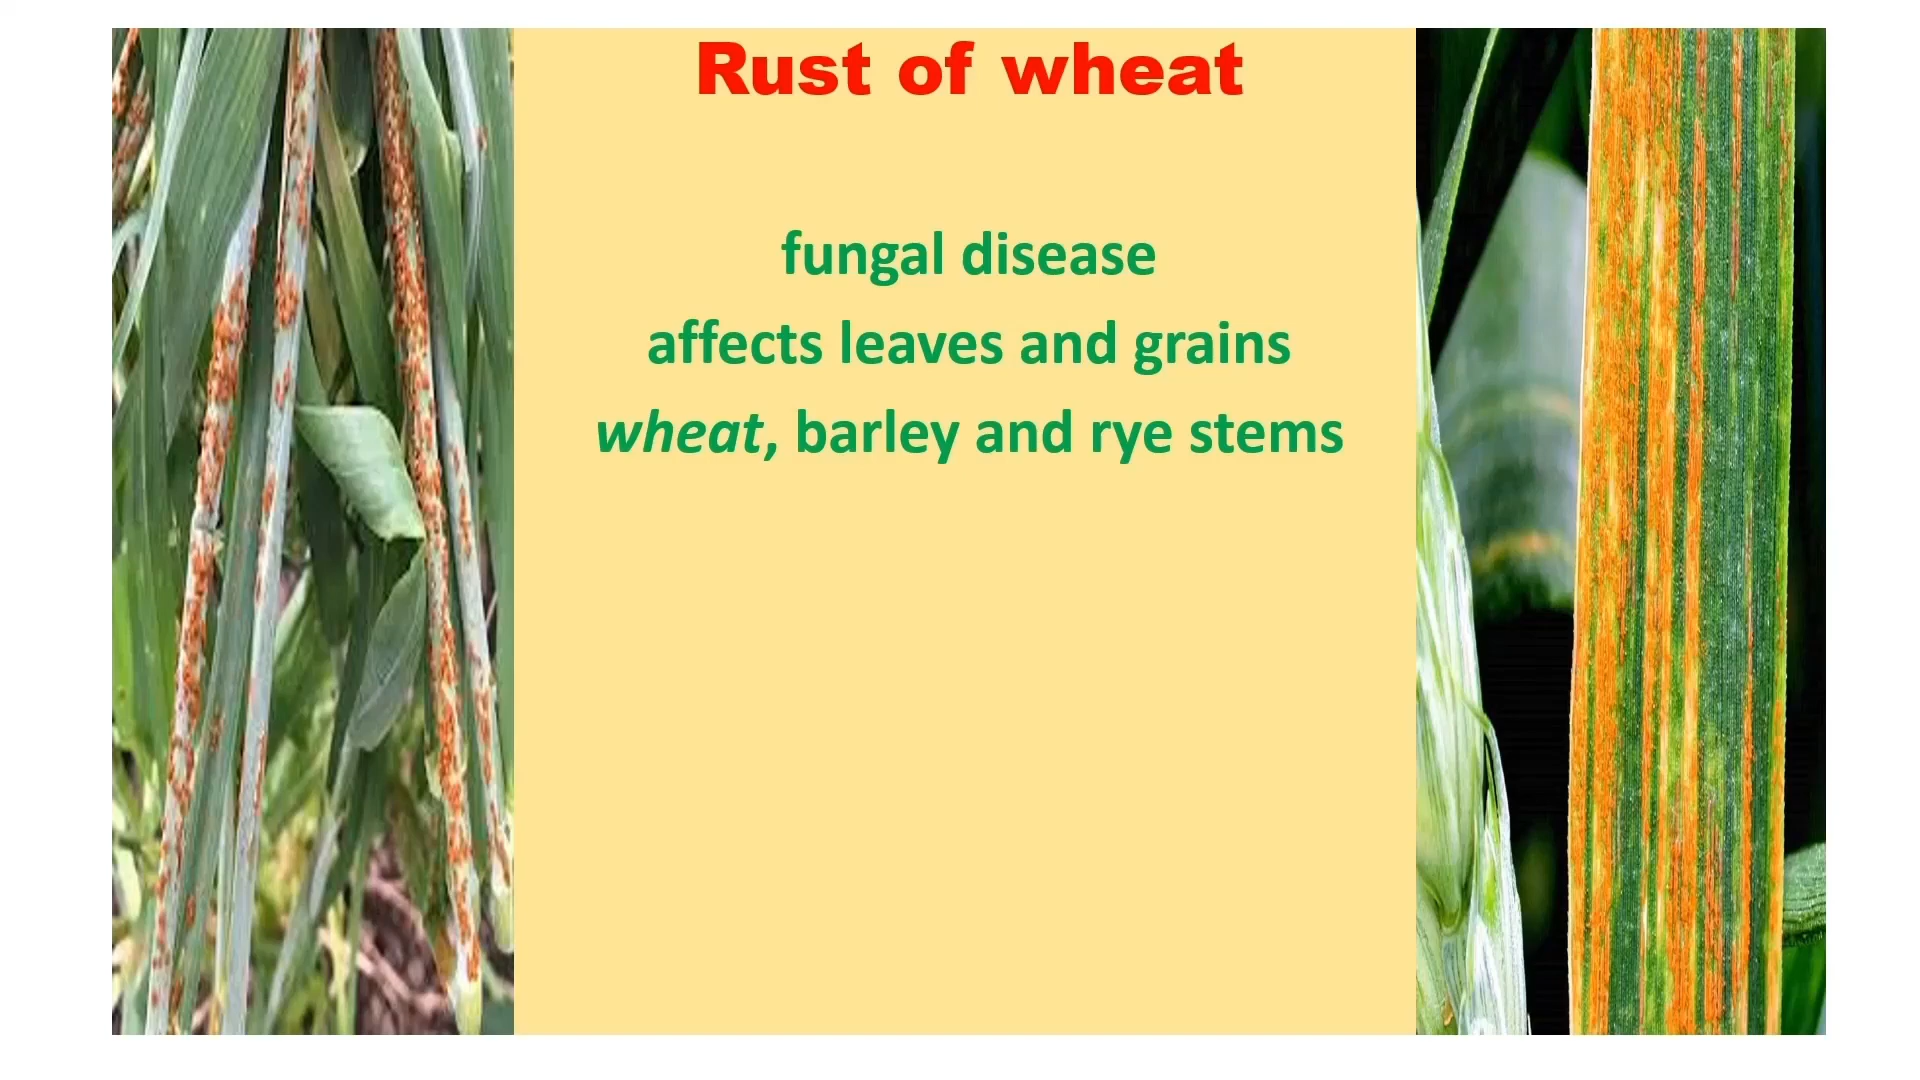 Rust of wheat
fungal disease
affects leaves and grains
wheat, barley and rye stems